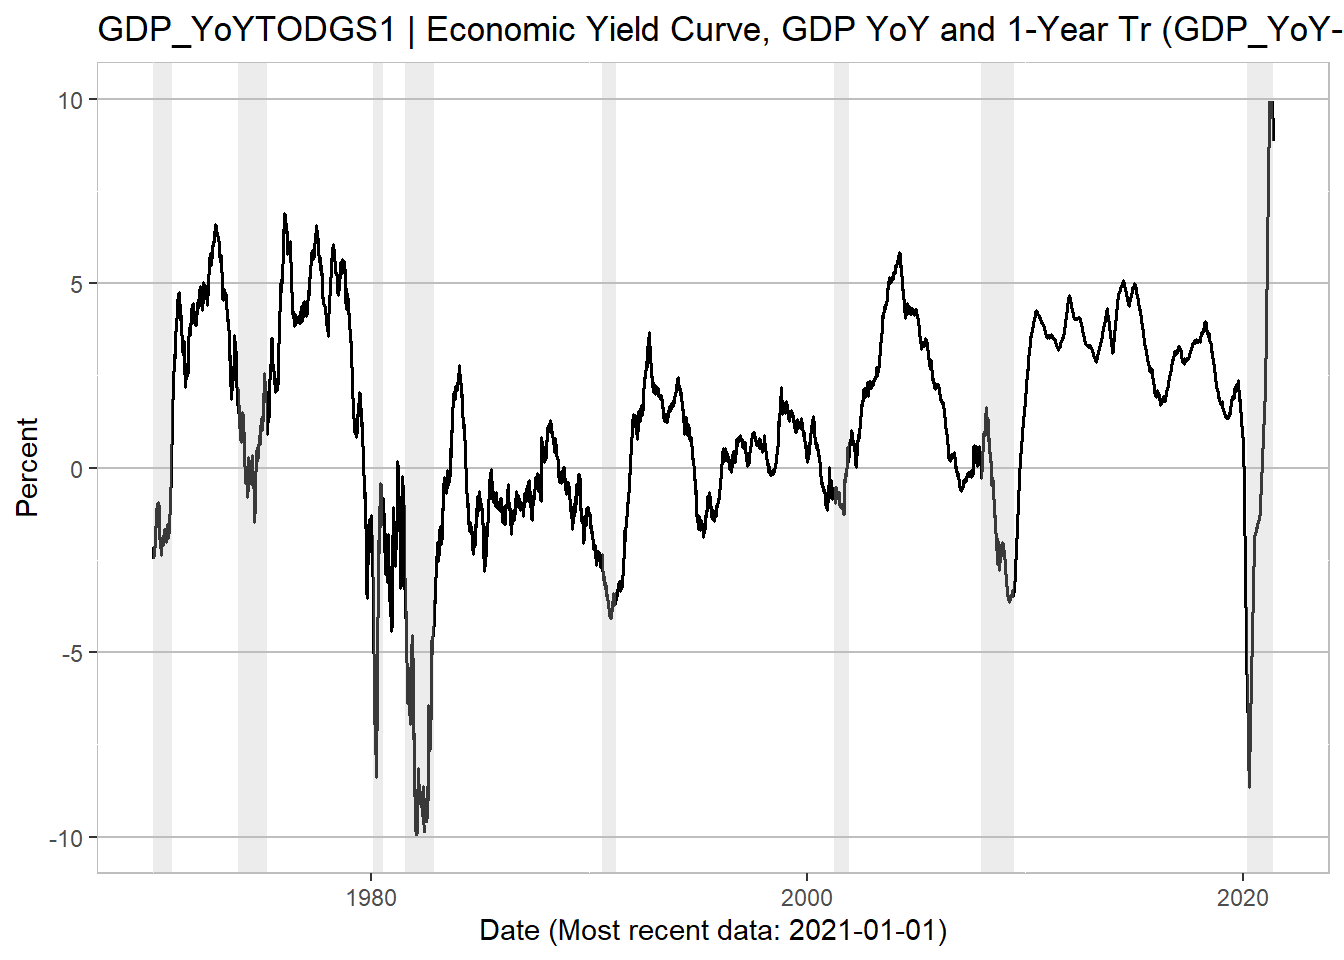 GDP_YoYTODGS1 | Economic Yield Curve, GDP YoY and 1-Year Tr (GDP_YoY-
10
5
0
-5
-10
Percent
1980
2000
2020
Date (Most recent data: 2021-01-01)